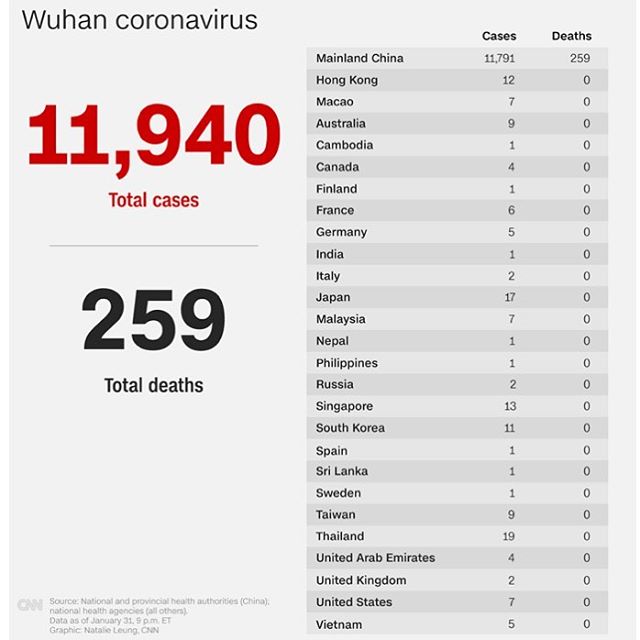 Wuhan coronavirus
11,940
Total cases
259
Total deaths
Cases Deaths
Mainland China 11,791 259
Hong Kong 12 0
Macao 7 0
Australia 9 0
Cambodia 1 0
Canada 4 0
Finland 1 0
France 6 0
Germany 5 0
India 1 0
Italy 2 0
Japan 17 0
Malaysia 7 0
Nepal 1 0
Philippines 1 0
Russia 2 0
Singapore 13 0
South Korea 11 0
Spain 1 0
Sri Lanka 1 0
Sweden 1 0
Taiwan 9 0
Thailand 19 0
United Arab Emirates 4 0
United Kingdom 2 0
United States 7 0
Vietnam 5 0
CNN
Source: National and provincial health authorities (China);
national health agencies (all others).
Data as of January 31, 9 p.m. ET
Graphic: Natalie Leung, CNN